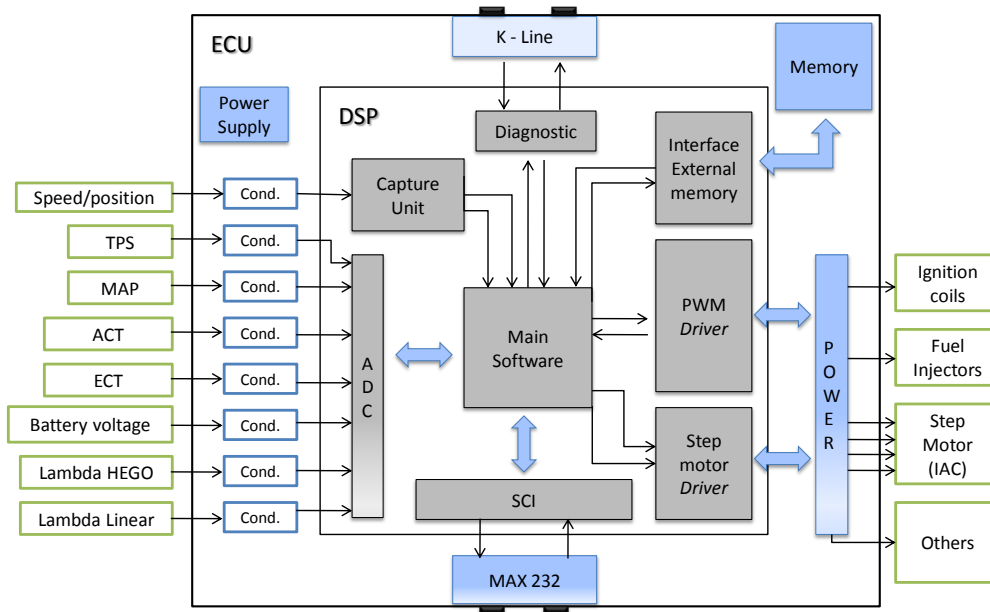 ECU
K - Line
Memory
Power
Supply
DSP
Diagnostic
Interface
External
memory
Capture
Unit
Speed/position
Cond.
TPS
Cond.
MAP
Cond.
ACT
Cond.
ECT
Cond.
Battery voltage
Cond.
Lambda HEGO
Cond.
Lambda Linear
Cond.
A
D
C
Main
Software
PWM
Driver
Step
motor
Driver
SCI
MAX 232
P
O
W
E
R
Ignition
coils
Fuel
Injectors
Step
Motor
(IAC)
Others